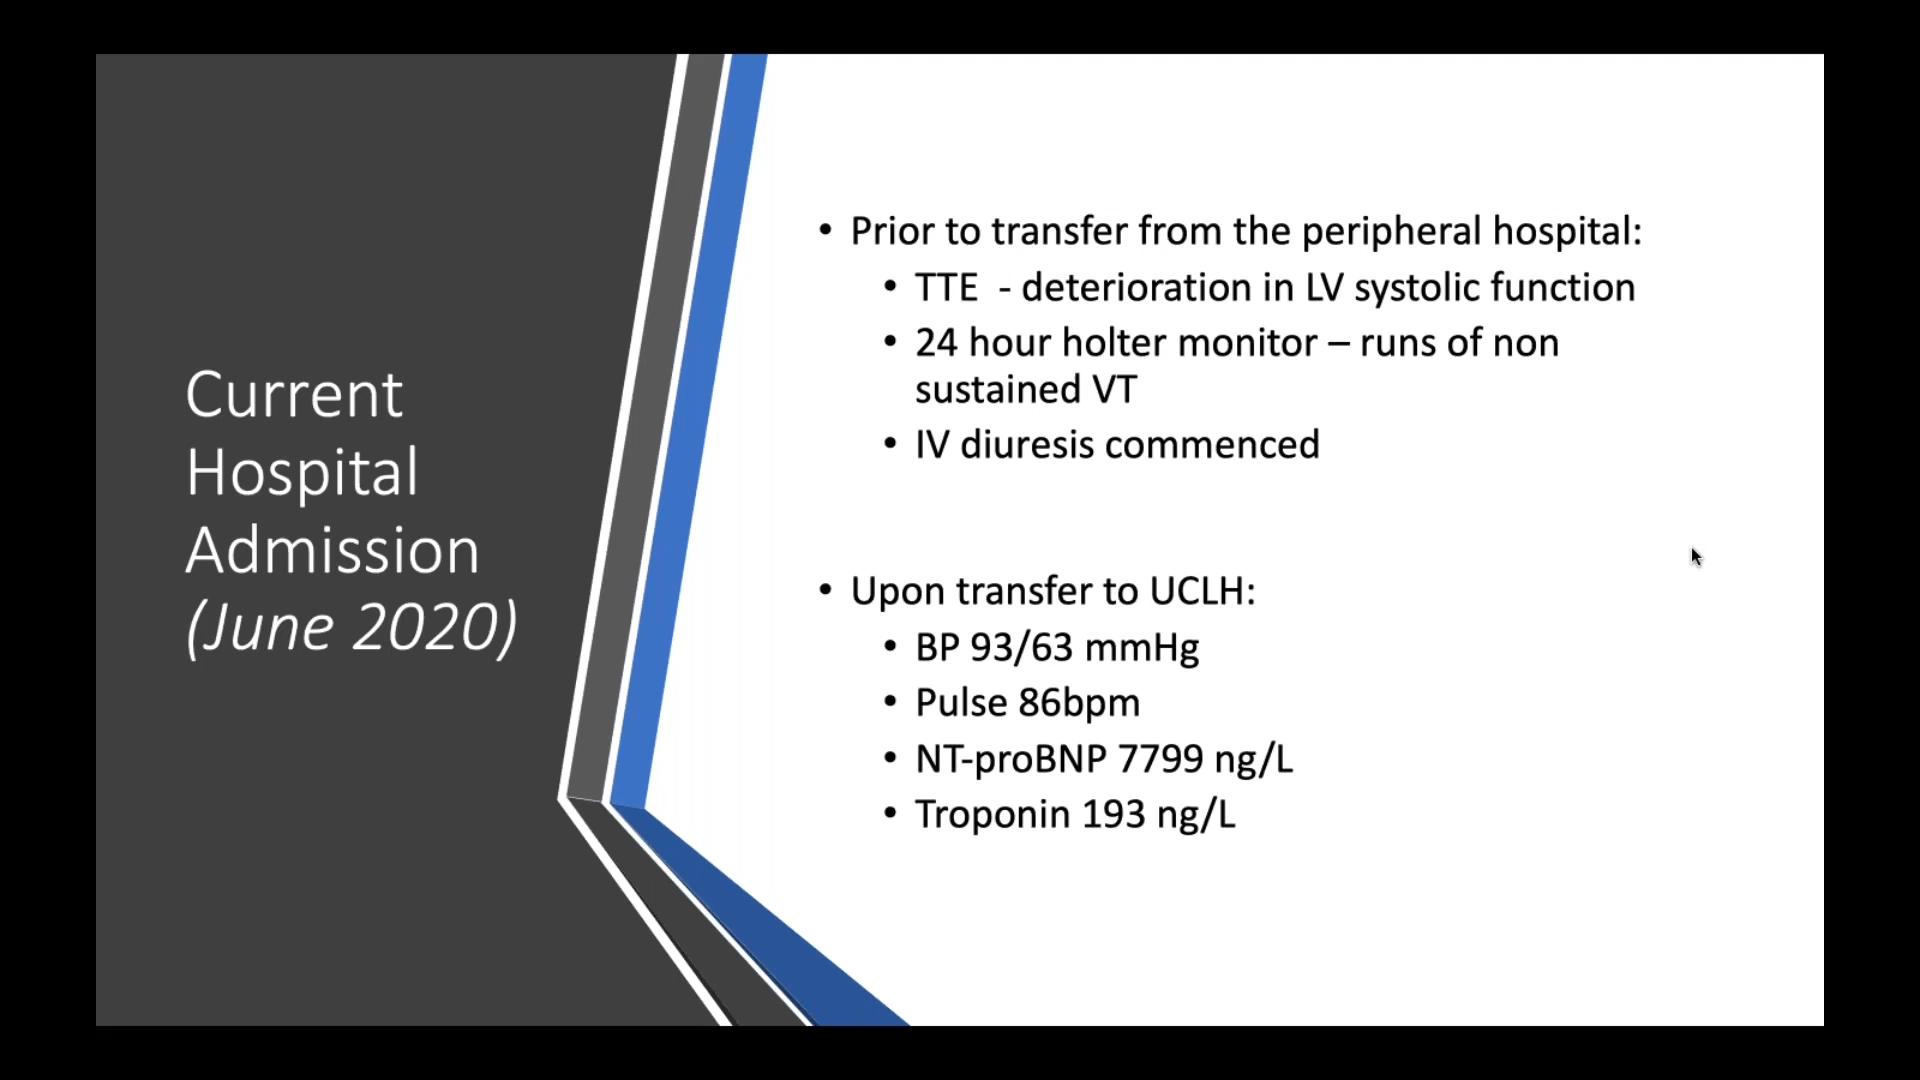 Current
Hospital
Admission
(June 2020)
• Prior to transfer from the peripheral hospital:
• TTE  - deterioration in LV systolic function
• 24 hour holter monitor – runs of non
sustained VT
• IV diuresis commenced
• Upon transfer to UCLH:
• BP 93/63 mmHg
• Pulse 86bpm
• NT-proBNP 7799 ng/L
• Troponin 193 ng/L